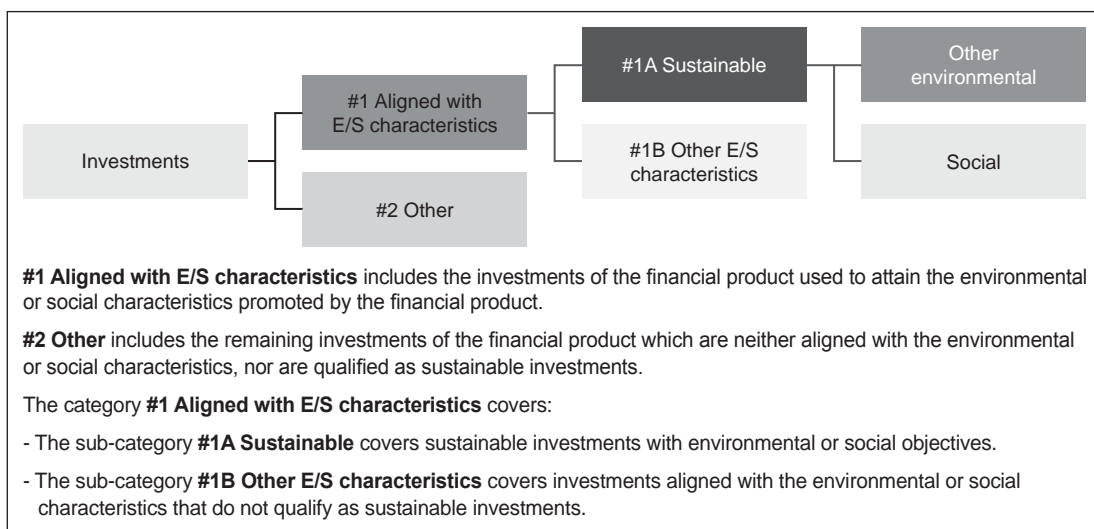 Investments
#1 Aligned with
E/S characteristics
#2 Other
#1A Sustainable
#1B Other E/S
characteristics
Other
environmental
Social
#1 Aligned with E/S characteristics includes the investments of the financial product used to attain the environmental
or social characteristics promoted by the financial product.
#2 Other includes the remaining investments of the financial product which are neither aligned with the environmental
or social characteristics, nor are qualified as sustainable investments.
The category #1 Aligned with E/S characteristics covers:
- The sub-category #1A Sustainable covers sustainable investments with environmental or social objectives.
- The sub-category #1B Other E/S characteristics covers investments aligned with the environmental or social
characteristics that do not qualify as sustainable investments.